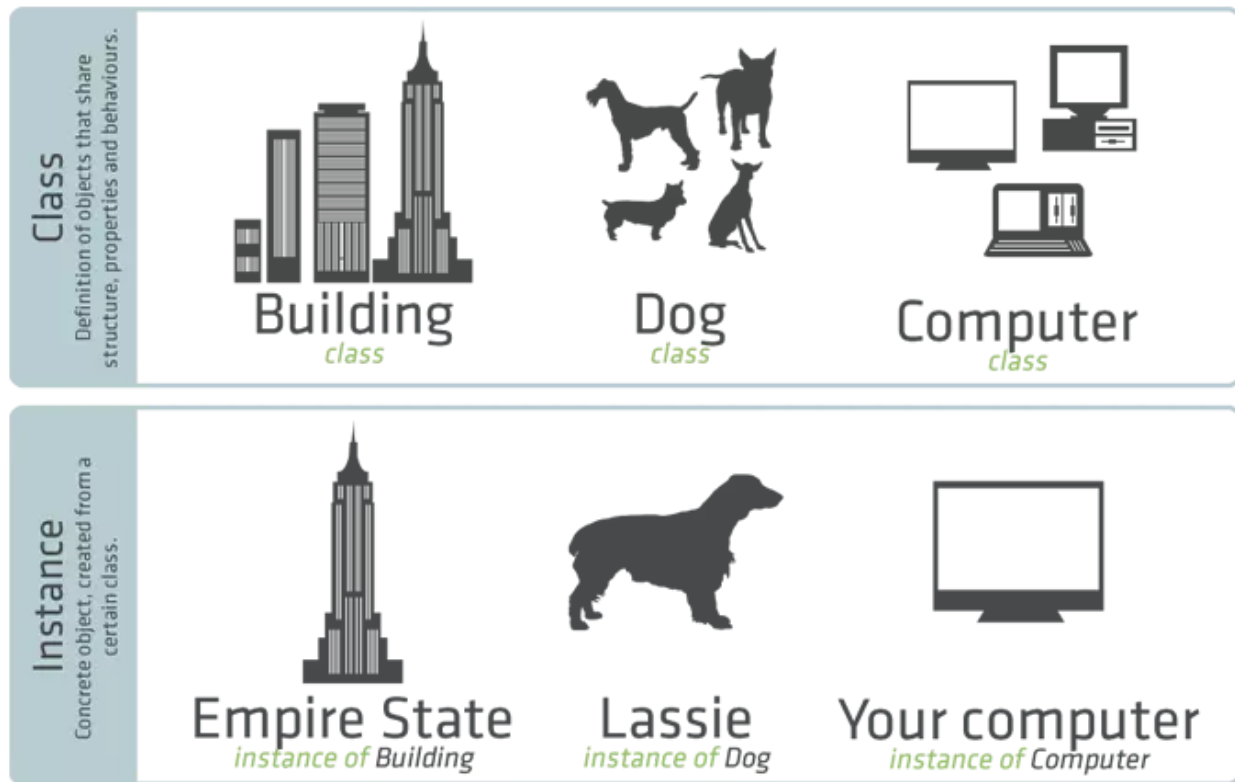 Class
Definition of objects that share
structure, properties and behaviours.
Building
class
Dog
class
Computer
class
Instance
Concrete object, created from a
certain class.
Empire State
instance of Building
Lassie
instance of Dog
Your computer
instance of Computer